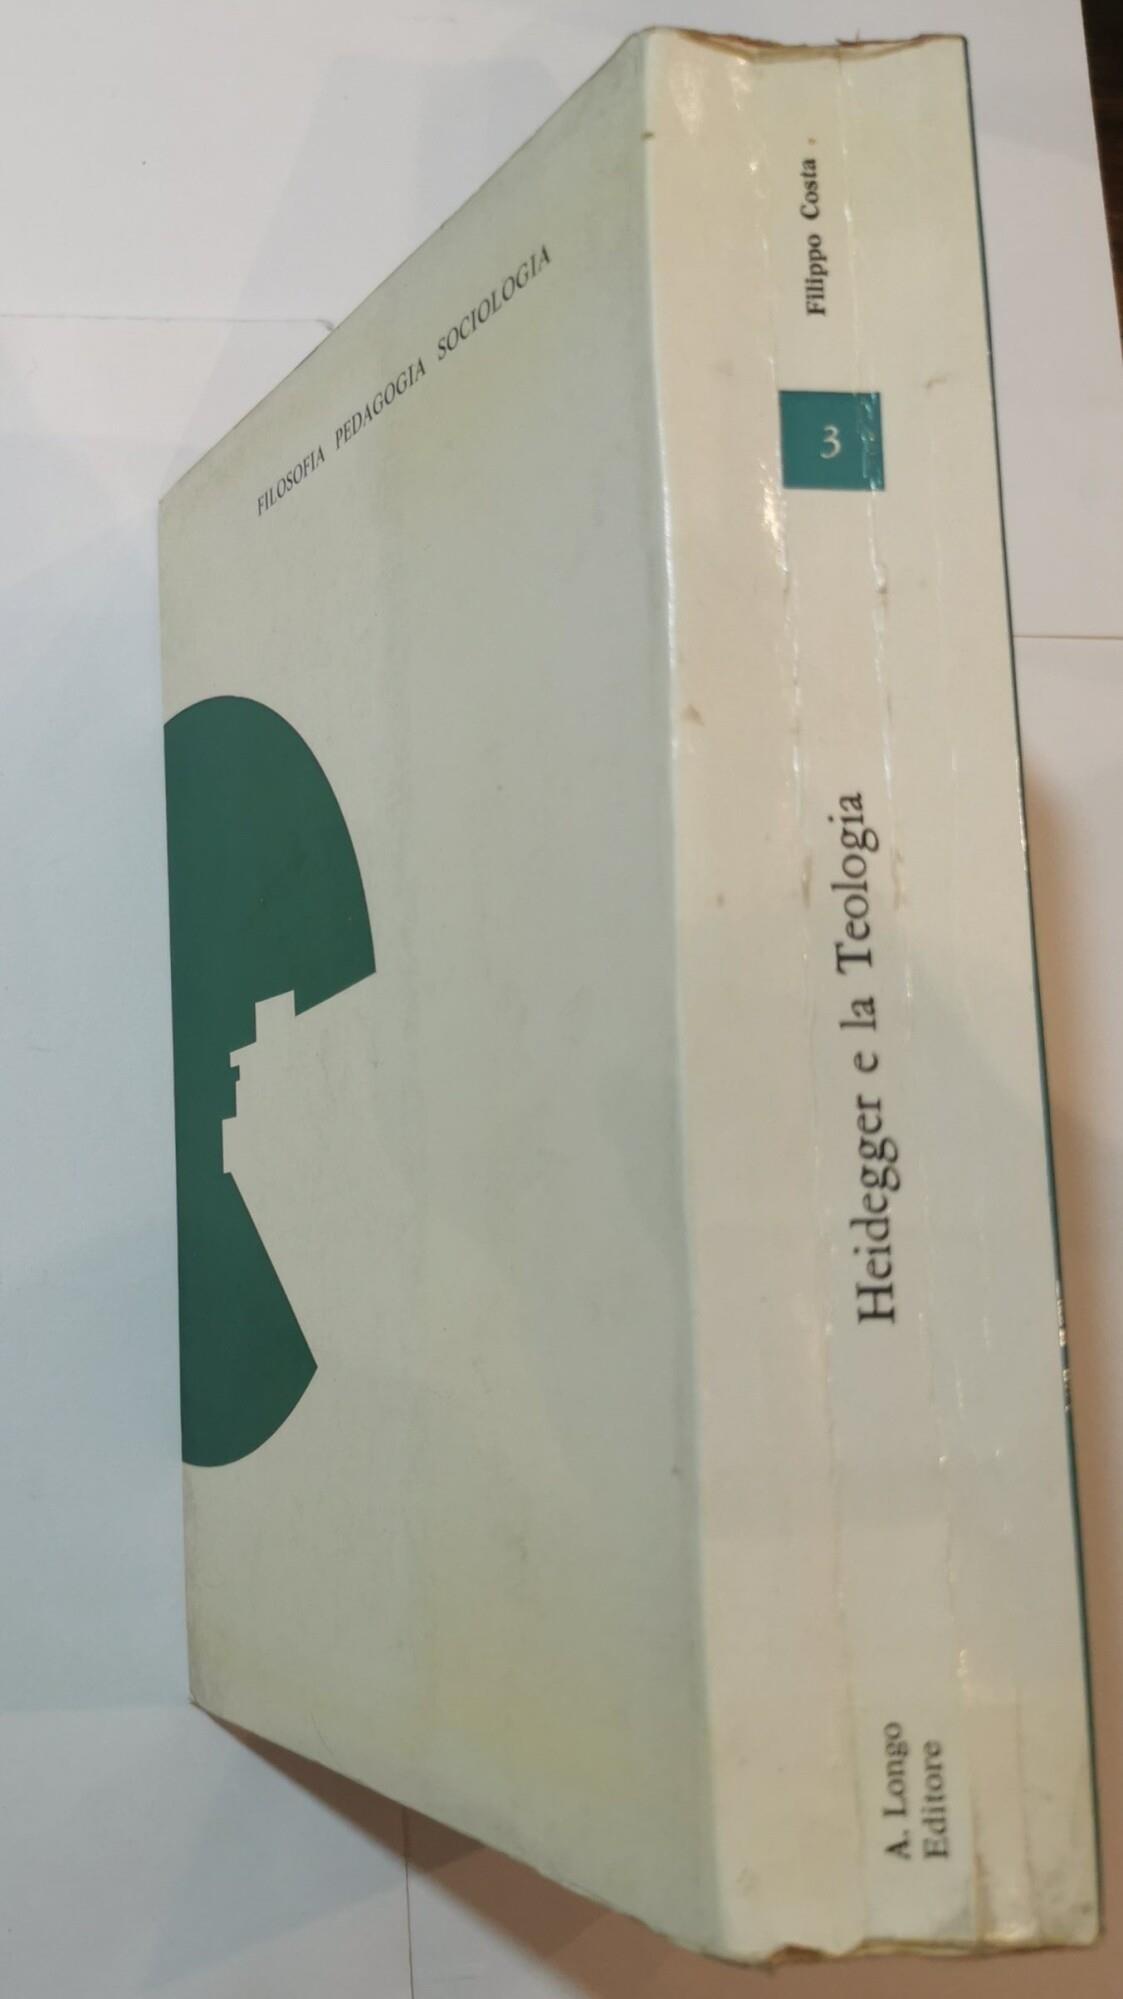 FILOSOFIA PEDAGOGIA SOCIOLOGIA
Filippo Costa
3
Heidegger e la Teologia
A. Longo
Editore